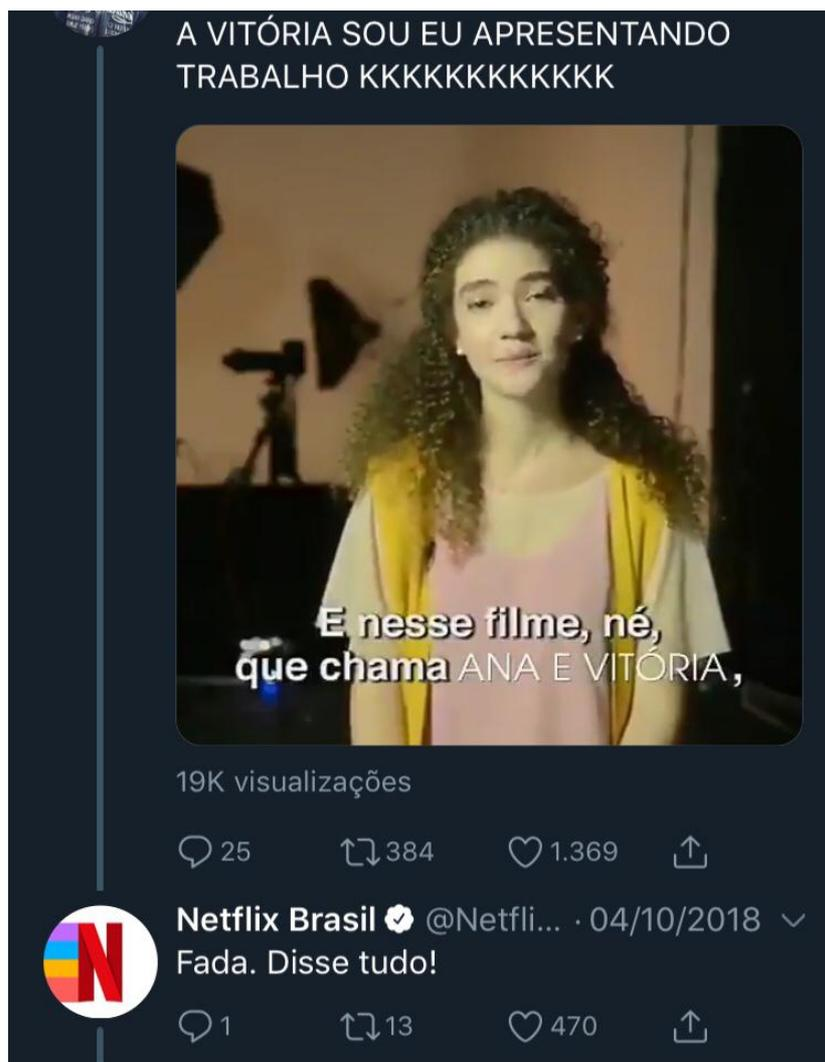 A VITÓRIA SOU EU APRESENTANDO
TRABALHO KKKKKKKKKKKK
E nesse filme, né,
que chama ANA E VITÓRIA,
19K visualizações
25 384 1.369
Netflix Brasil @Netfli... · 04/10/2018
Fada. Disse tudo!
1 13 470